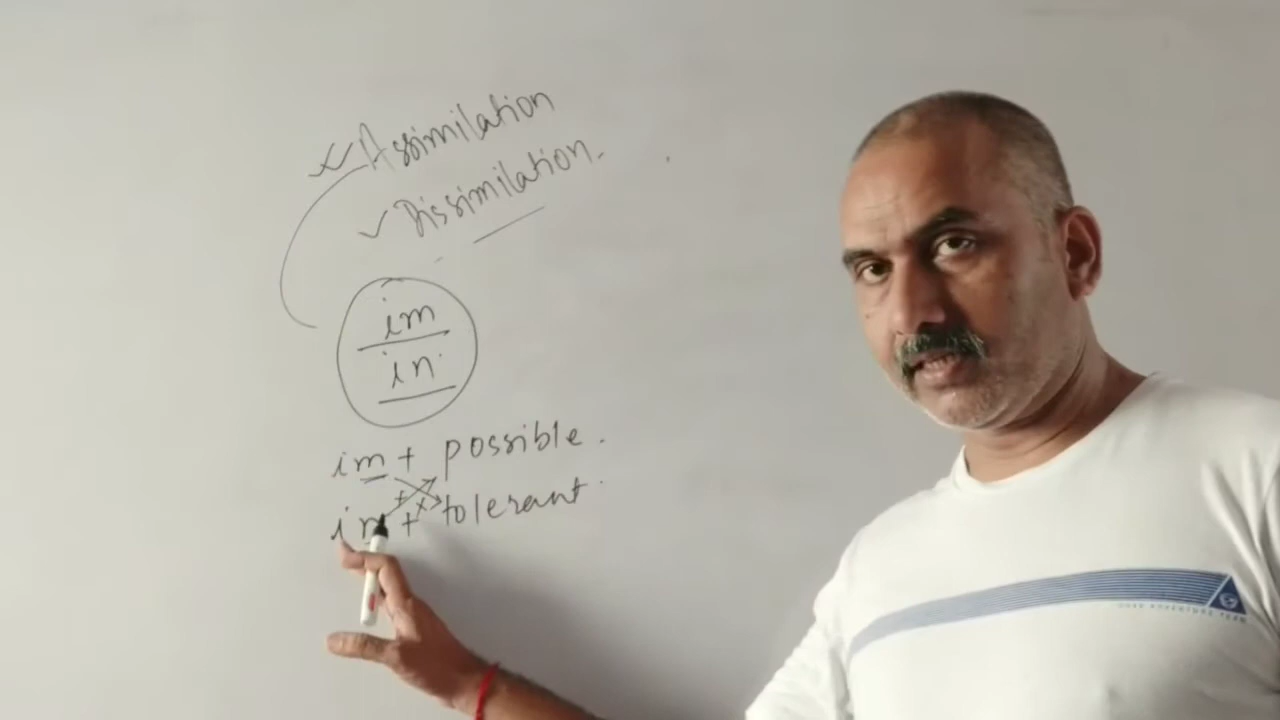 Assimilation
Dissimilation.
im
in
im + possible.
in + tolerant.